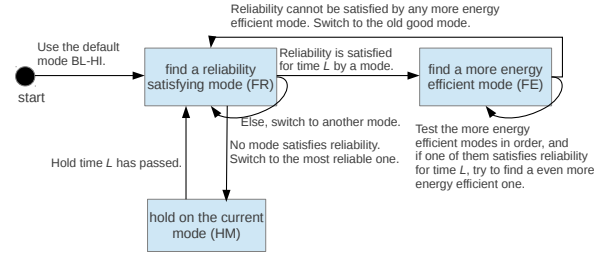 Reliability cannot be satisfied by any more energy
efficient mode. Switch to the old good mode.
Use the default
mode BL-HI.
start
find a reliability
satisfying mode (FR)
Reliability is satisfied
for time L by a mode.
find a more energy
efficient mode (FE)
Else, switch to another mode.
No mode satisfies reliability.
Switch to the most reliable one.
Test the more energy
efficient modes in order, and
if one of them satisfies reliability
for time L, try to find a even more
energy efficient one.
Hold time L has passed.
hold on the current
mode (HM)